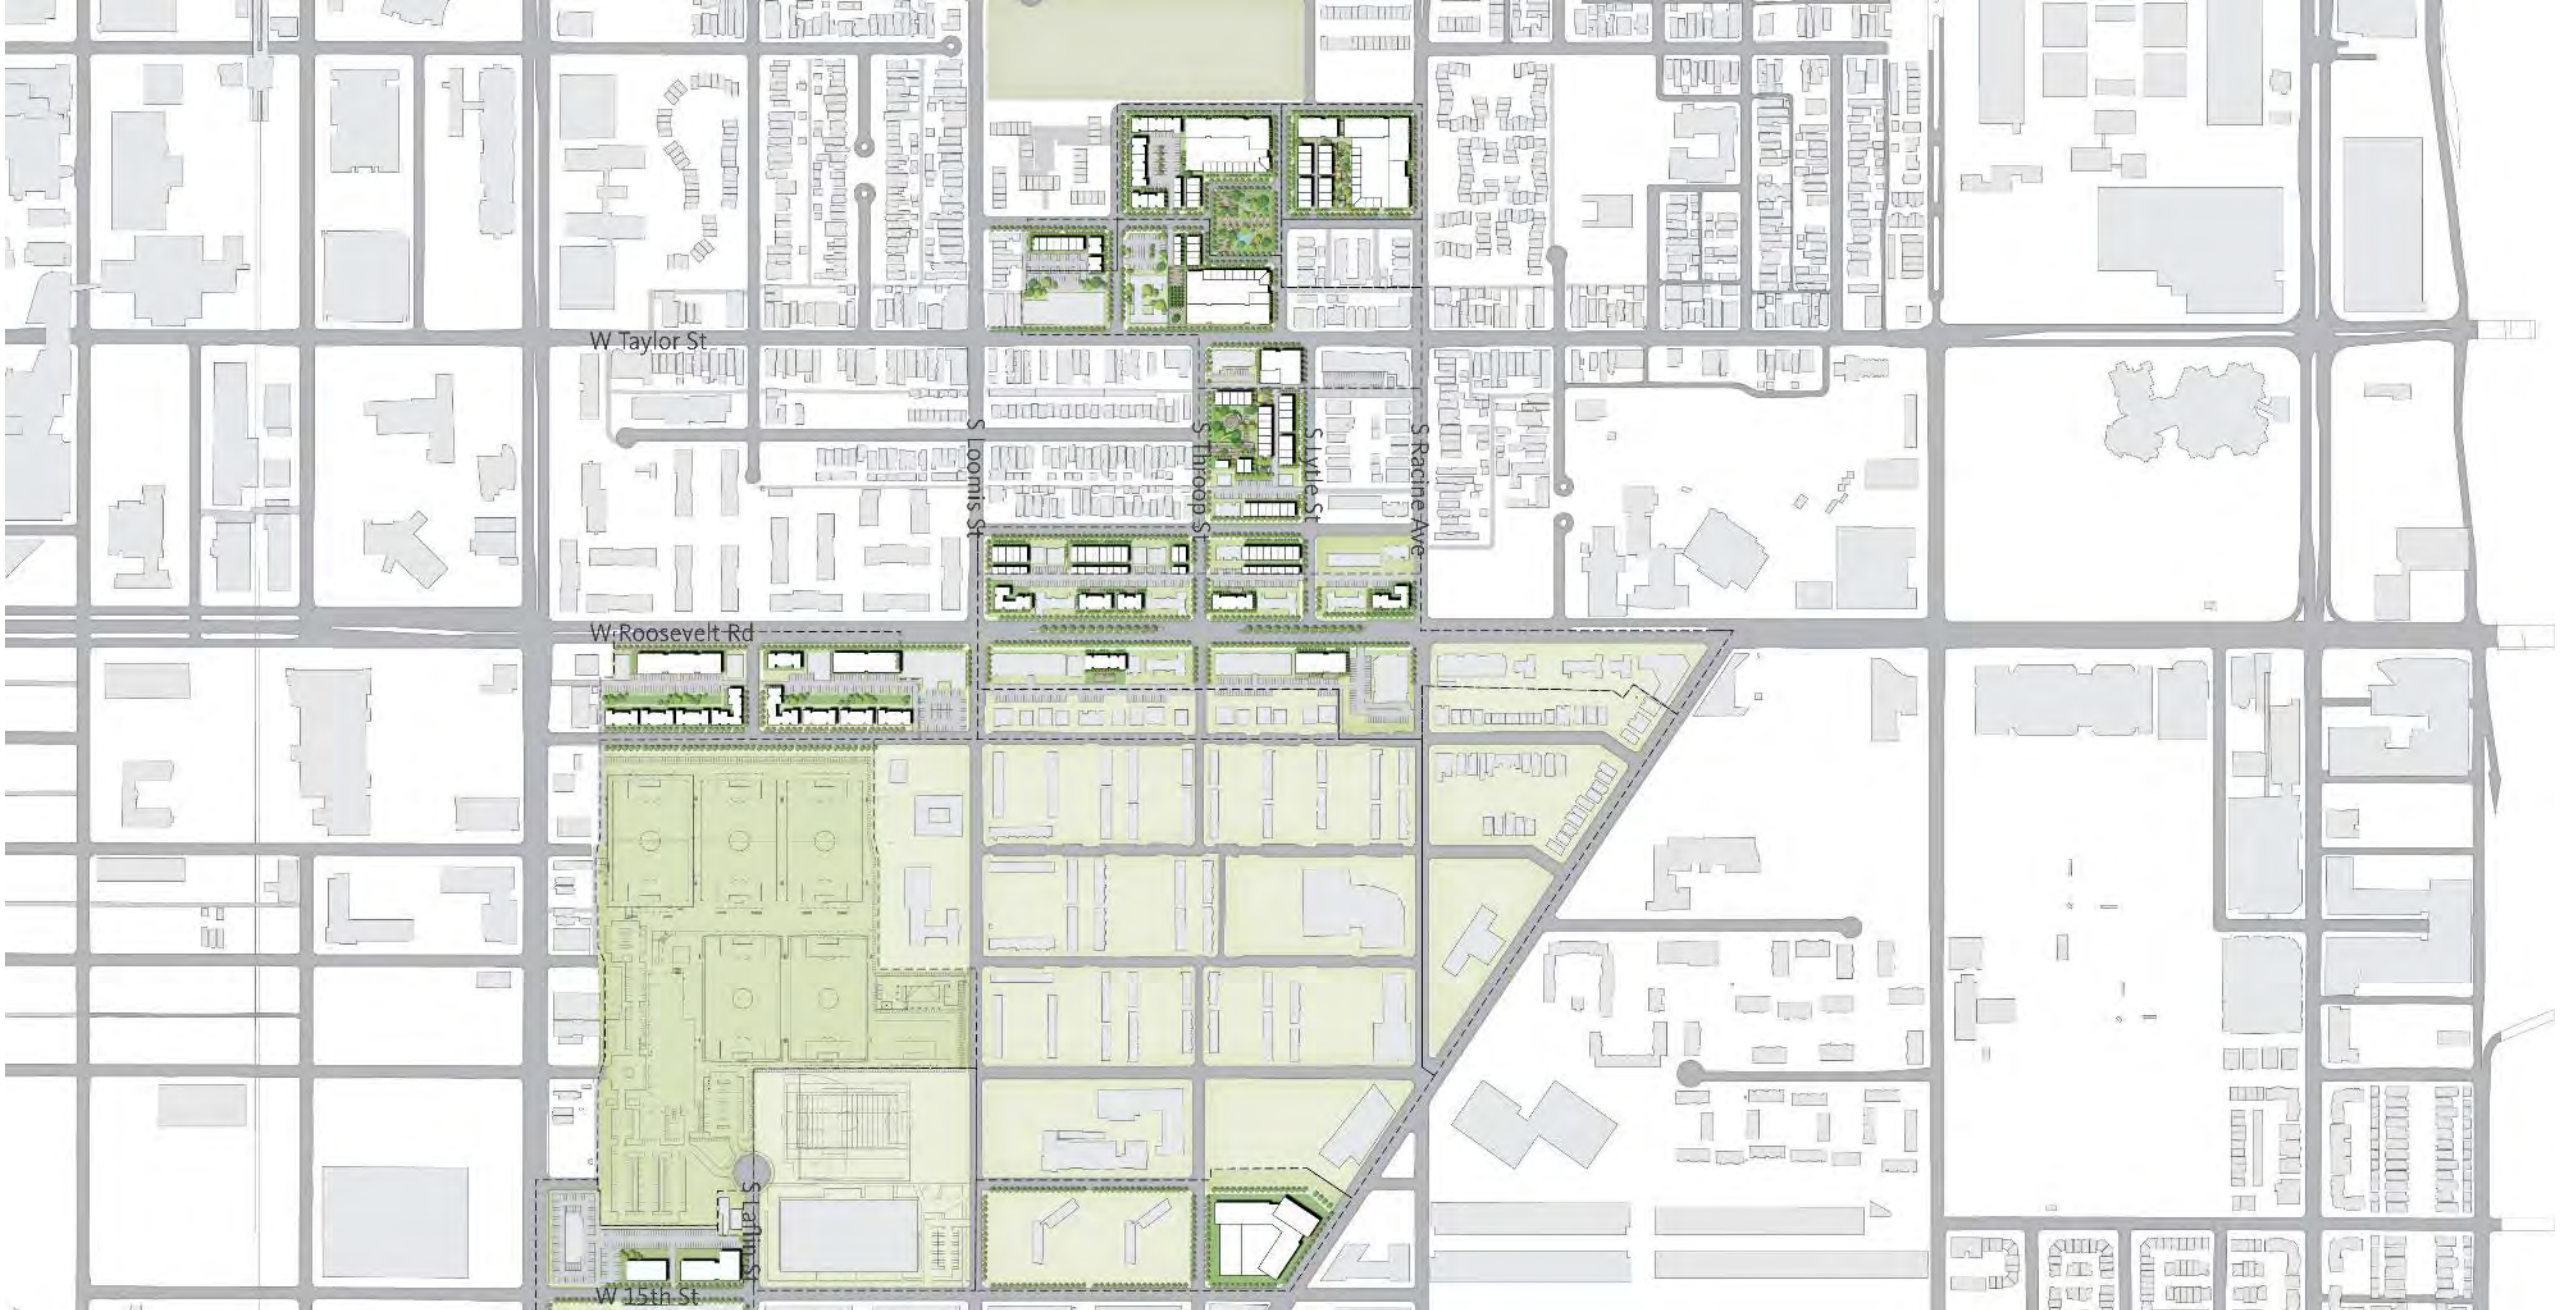 W Taylor St
S Loomis St
S Throop St
S Lytle St
S Racine Ave
W Roosevelt Rd
S Laflin St
W 15th St